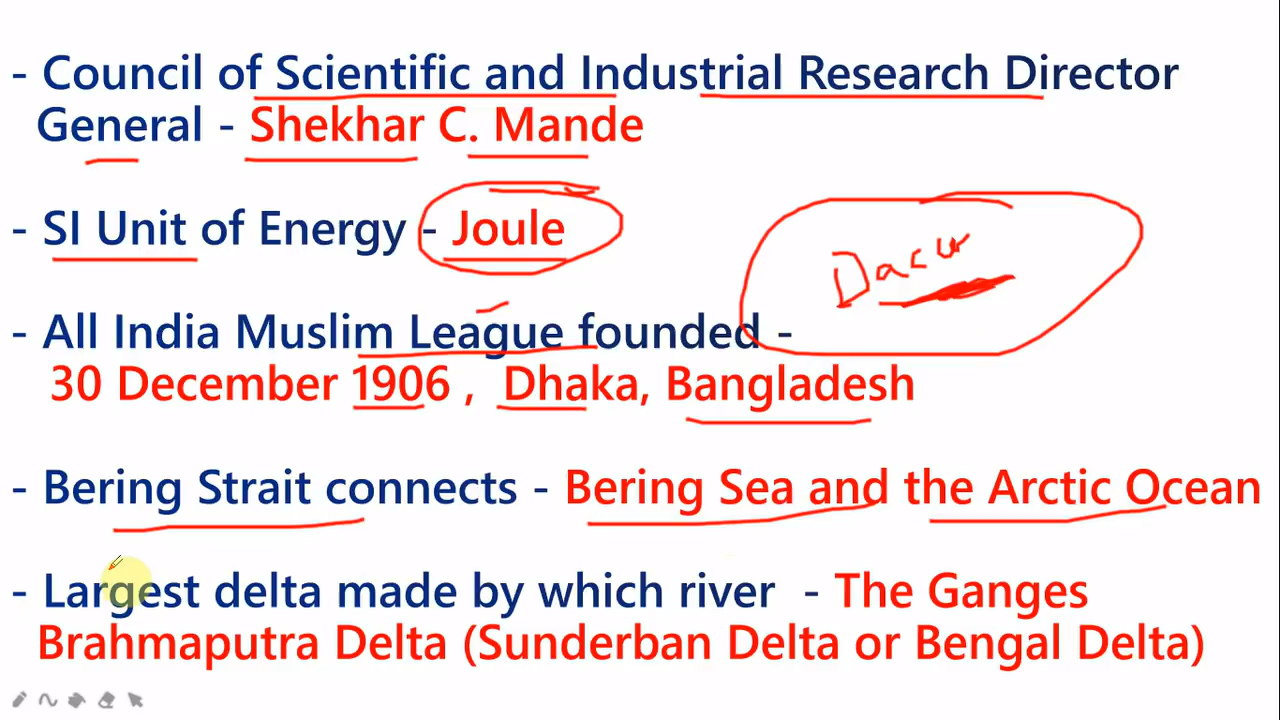 - Council of Scientific and Industrial Research Director
General - Shekhar C. Mande
- SI Unit of Energy - Joule
- All India Muslim League founded -
30 December 1906 , Dhaka, Bangladesh
- Bering Strait connects - Bering Sea and the Arctic Ocean
- Largest delta made by which river - The Ganges
Brahmaputra Delta (Sunderban Delta or Bengal Delta)